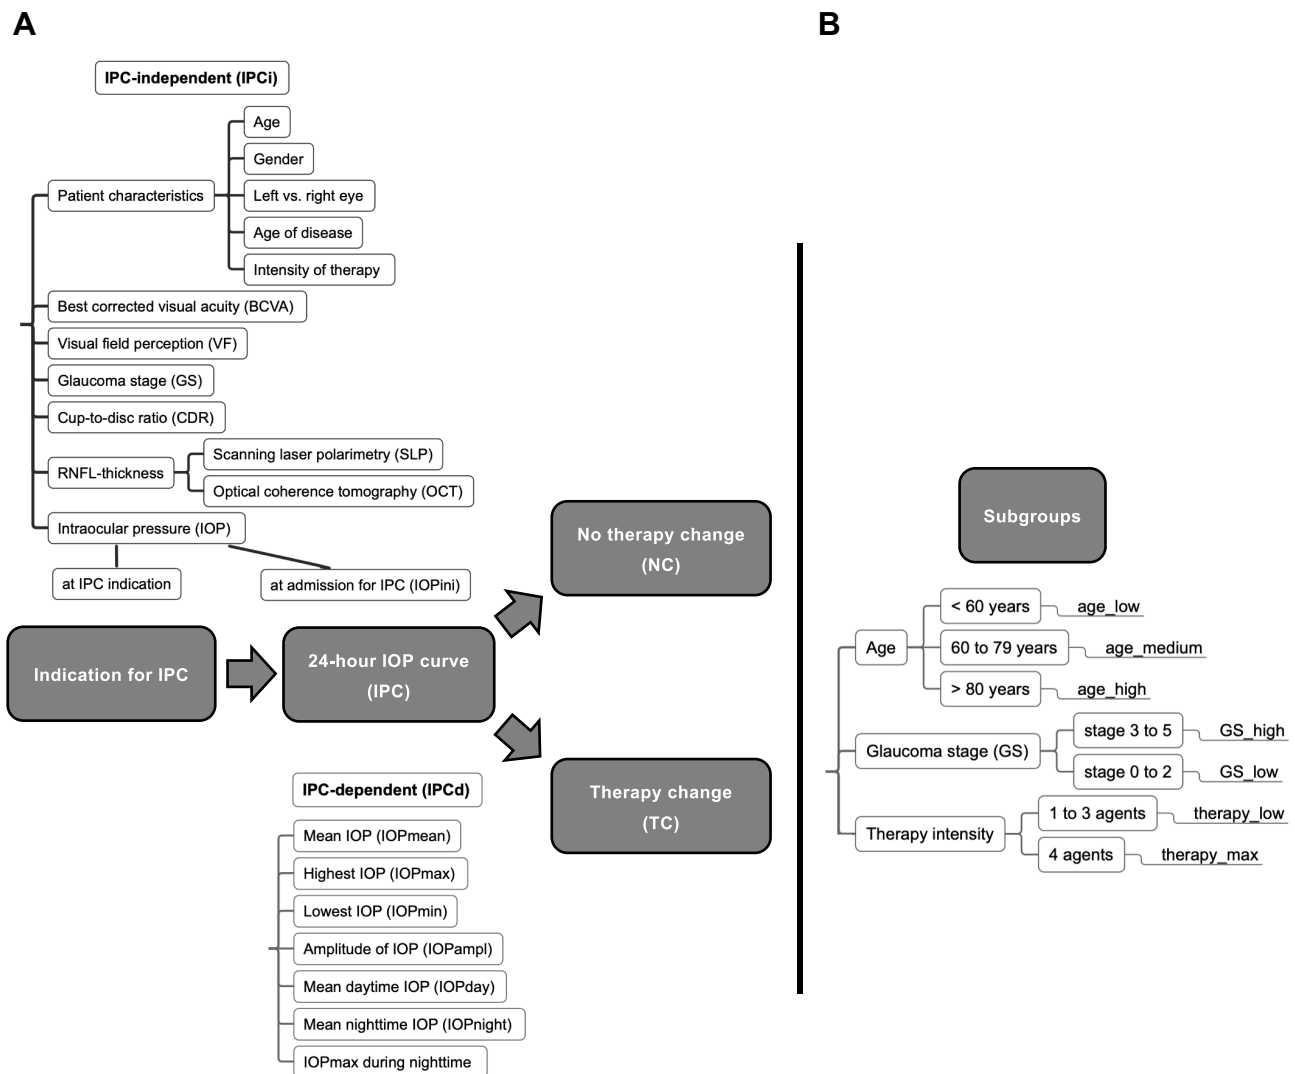 A
IPC-independent (IPCi)
Age
Gender
Patient characteristics
Left vs. right eye
Age of disease
Intensity of therapy
Best corrected visual acuity (BCVA)
Visual field perception (VF)
Glaucoma stage (GS)
Cup-to-disc ratio (CDR)
RNFL-thickness
Scanning laser polarimetry (SLP)
Optical coherence tomography (OCT)
Intraocular pressure (IOP)
at IPC indication
at admission for IPC (IOPini)
Indication for IPC
24-hour IOP curve
(IPC)
No therapy change
(NC)
Therapy change
(TC)
IPC-dependent (IPCd)
Mean IOP (IOPmean)
Highest IOP (IOPmax)
Lowest IOP (IOPmin)
Amplitude of IOP (IOPampl)
Mean daytime IOP (IOPday)
Mean nighttime IOP (IOPnight)
IOPmax during nighttime
B
Subgroups
Age
< 60 years
age_low
60 to 79 years
age_medium
> 80 years
age_high
Glaucoma stage (GS)
stage 3 to 5
GS_high
stage 0 to 2
GS_low
Therapy intensity
1 to 3 agents
therapy_low
4 agents
therapy_max